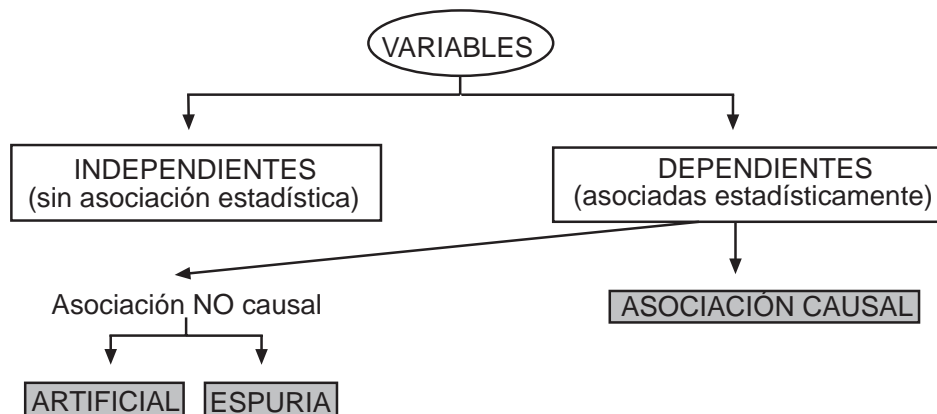 VARIABLES
INDEPENDIENTES
(sin asociación estadística)
DEPENDIENTES
(asociadas estadísticamente)
Asociación NO causal
ASOCIACIÓN CAUSAL
ARTIFICIAL
ESPURIA